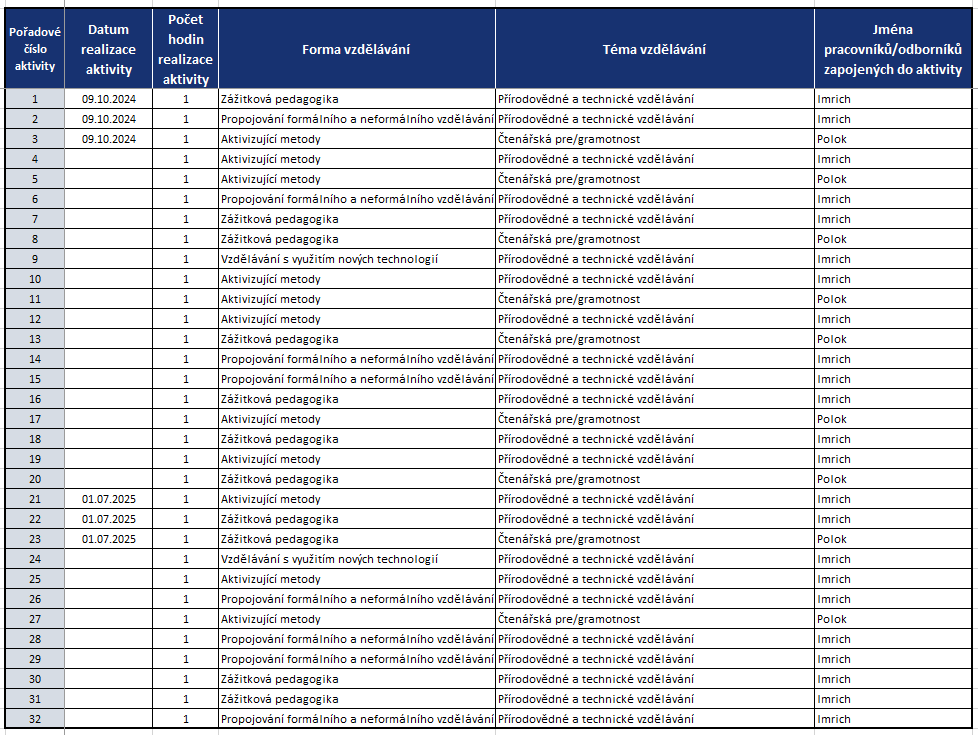 Pořadové číslo aktivity | Datum realizace aktivity | Počet hodin realizace aktivity | Forma vzdělávání | Téma vzdělávání | Jména pracovníků/odborníků zapojených do aktivity
1 | 09.10.2024 | 1 | Zážitková pedagogika | Přírodovědné a technické vzdělávání | Imrich
2 | 09.10.2024 | 1 | Propojování formálního a neformálního vzdělávání | Přírodovědné a technické vzdělávání | Imrich
3 | 09.10.2024 | 1 | Aktivizující metody | Čtenářská pre/gramotnost | Polok
4 | | 1 | Aktivizující metody | Přírodovědné a technické vzdělávání | Imrich
5 | | 1 | Aktivizující metody | Čtenářská pre/gramotnost | Polok
6 | | 1 | Propojování formálního a neformálního vzdělávání | Přírodovědné a technické vzdělávání | Imrich
7 | | 1 | Zážitková pedagogika | Přírodovědné a technické vzdělávání | Imrich
8 | | 1 | Zážitková pedagogika | Čtenářská pre/gramotnost | Polok
9 | | 1 | Vzdělávání s využitím nových technologií | Přírodovědné a technické vzdělávání | Imrich
10 | | 1 | Aktivizující metody | Přírodovědné a technické vzdělávání | Imrich
11 | | 1 | Aktivizující metody | Čtenářská pre/gramotnost | Polok
12 | | 1 | Aktivizující metody | Přírodovědné a technické vzdělávání | Imrich
13 | | 1 | Zážitková pedagogika | Čtenářská pre/gramotnost | Polok
14 | | 1 | Propojování formálního a neformálního vzdělávání | Přírodovědné a technické vzdělávání | Imrich
15 | | 1 | Propojování formálního a neformálního vzdělávání | Přírodovědné a technické vzdělávání | Imrich
16 | | 1 | Zážitková pedagogika | Přírodovědné a technické vzdělávání | Imrich
17 | | 1 | Aktivizující metody | Čtenářská pre/gramotnost | Polok
18 | | 1 | Zážitková pedagogika | Přírodovědné a technické vzdělávání | Imrich
19 | | 1 | Aktivizující metody | Přírodovědné a technické vzdělávání | Imrich
20 | | 1 | Zážitková pedagogika | Čtenářská pre/gramotnost | Polok
21 | 01.07.2025 | 1 | Aktivizující metody | Přírodovědné a technické vzdělávání | Imrich
22 | 01.07.2025 | 1 | Zážitková pedagogika | Přírodovědné a technické vzdělávání | Imrich
23 | 01.07.2025 | 1 | Zážitková pedagogika | Čtenářská pre/gramotnost | Polok
24 | | 1 | Vzdělávání s využitím nových technologií | Přírodovědné a technické vzdělávání | Imrich
25 | | 1 | Aktivizující metody | Přírodovědné a technické vzdělávání | Imrich
26 | | 1 | Propojování formálního a neformálního vzdělávání | Přírodovědné a technické vzdělávání | Imrich
27 | | 1 | Aktivizující metody | Čtenářská pre/gramotnost | Polok
28 | | 1 | Propojování formálního a neformálního vzdělávání | Přírodovědné a technické vzdělávání | Imrich
29 | | 1 | Propojování formálního a neformálního vzdělávání | Přírodovědné a technické vzdělávání | Imrich
30 | | 1 | Zážitková pedagogika | Přírodovědné a technické vzdělávání | Imrich
31 | | 1 | Zážitková pedagogika | Přírodovědné a technické vzdělávání | Imrich
32 | | 1 | Propojování formálního a neformálního vzdělávání | Přírodovědné a technické vzdělávání | Imrich